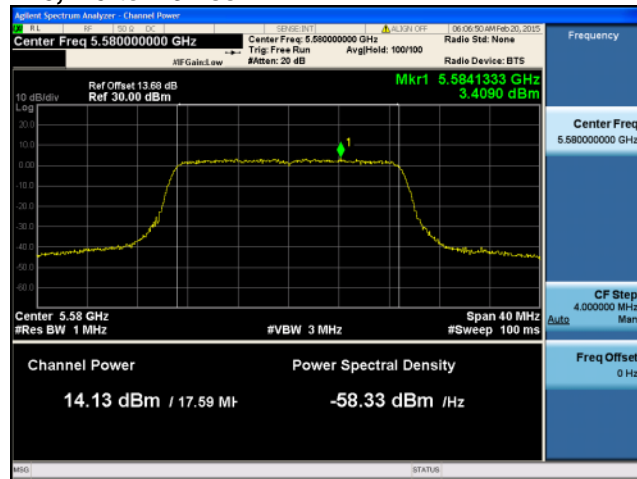 Agilent Spectrum Analyzer - Channel Power
RL RF 50 Ω DC SENSE:INT ALIGN OFF 06:06:50 AM Feb 20, 2015
Center Freq 5.580000000 GHz
Center Freq: 5.580000000 GHz Radio Std: None
Trig: Free Run Avg|Hold: 100/100
#IFGain:Low #Atten: 20 dB Radio Device: BTS
Frequency
Mkr1 5.5841333 GHz
3.4090 dBm
Ref Offset 13.68 dB
10 dB/div Ref 30.00 dBm
Log
20.0
10.0
0.00
-10.0
-20.0
-30.0
-40.0
-50.0
-60.0
1
Center Freq
5.580000000 GHz
Center 5.58 GHz Span 40 MHz
#Res BW 1 MHz #VBW 3 MHz #Sweep 100 ms
CF Step
4.000000 MHz
Auto Man
Channel Power Power Spectral Density
14.13 dBm / 17.59 MH -58.33 dBm /Hz
Freq Offset
0 Hz
MSG STATUS